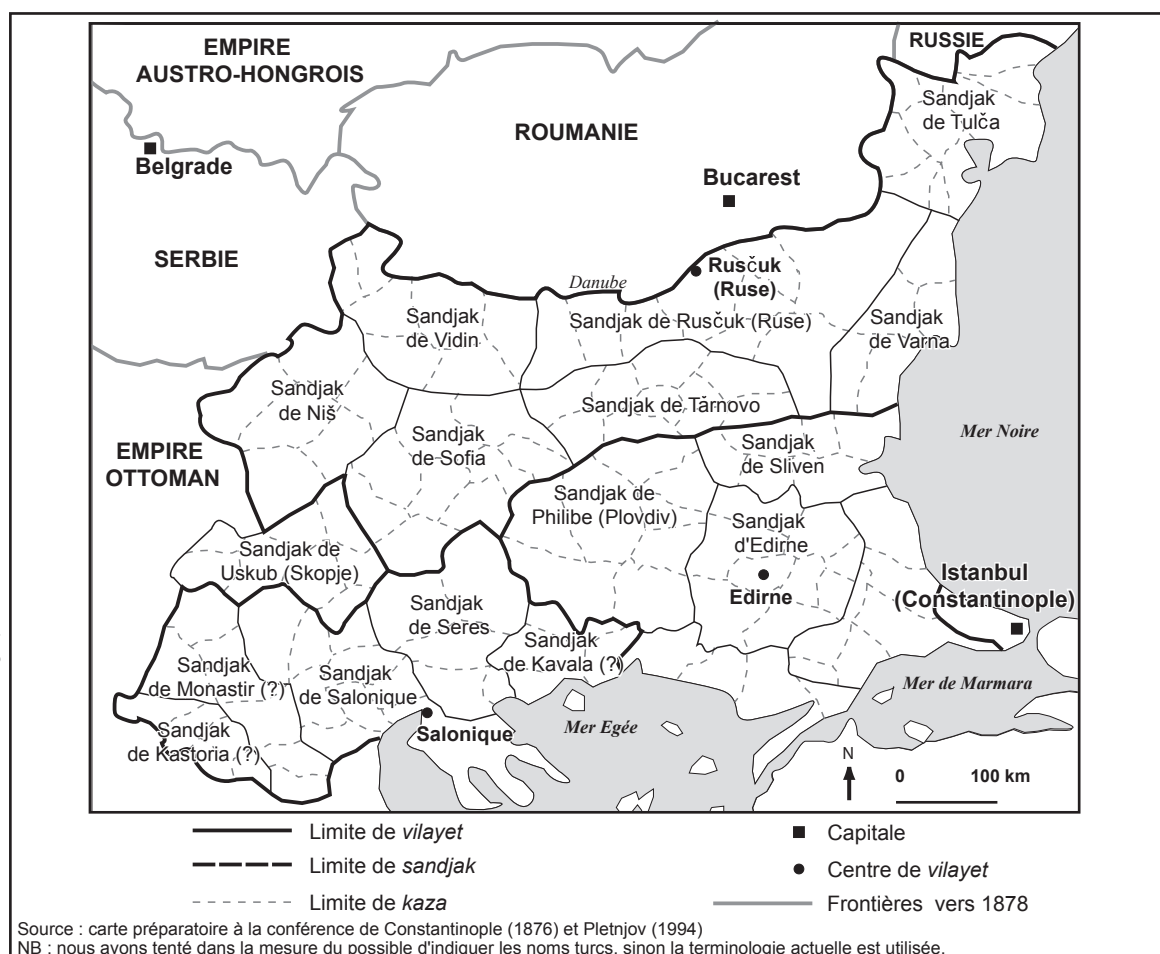 EMPIRE
AUSTRO-HONGROIS
RUSSIE
Sandjak
de Tulča
ROUMANIE
Belgrade
Bucarest
SERBIE
Danube
Rusčuk
(Ruse)
Sandjak
de Vidin
Sandjak de Rusčuk (Ruse)
Sandjak
de Varna
Sandjak
de Niš
Sandjak de Tărnovo
Sandjak
de Sofia
Mer Noire
EMPIRE
OTTOMAN
Sandjak
de Sliven
Sandjak de
Philibe (Plovdiv)
Sandjak
d'Edirne
Sandjak de
Uskub (Skopje)
Edirne
Istanbul
(Constantinople)
Sandjak
de Seres
Sandjak
de Kavala (?)
Sandjak
de Monastir (?)
Sandjak
de Salonique
Mer de Marmara
Mer Egée
Salonique
Sandjak
de Kastoria (?)
N
0 100 km
Limite de vilayet
Limite de sandjak
Limite de kaza
Capitale
Centre de vilayet
Frontières vers 1878
Source : carte préparatoire à la conférence de Constantinople (1876) et Pletnjov (1994)
NB : nous avons tenté dans la mesure du possible d'indiquer les noms turcs, sinon la terminologie actuelle est utilisée.